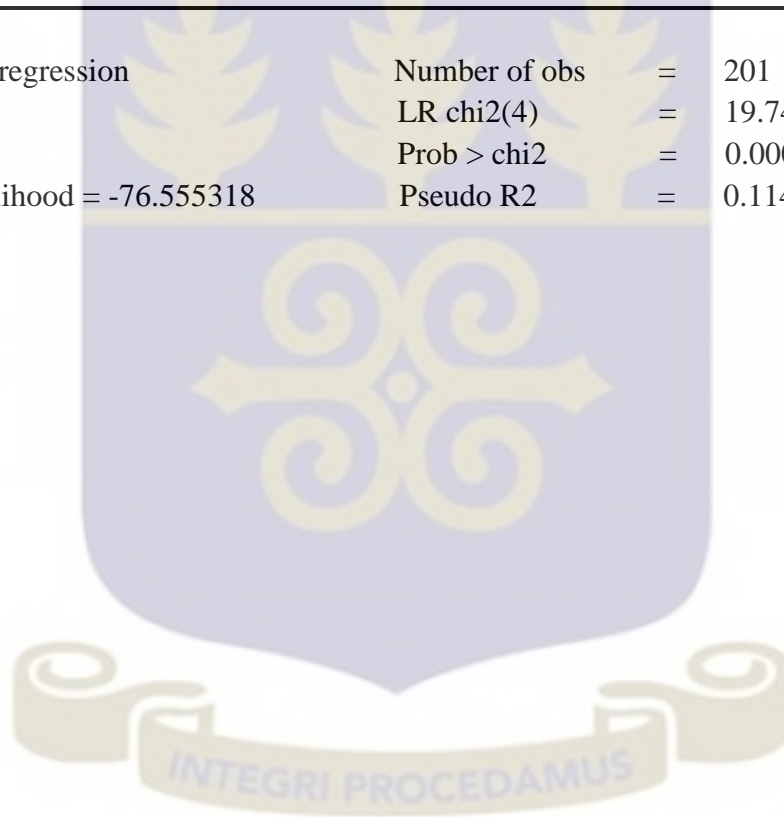 regression Number of obs = 201
LR chi2(4) = 19.74
Prob > chi2 = 0.000
lihood = -76.555318 Pseudo R2 = 0.114
INTEGRI PROCEDAMUS